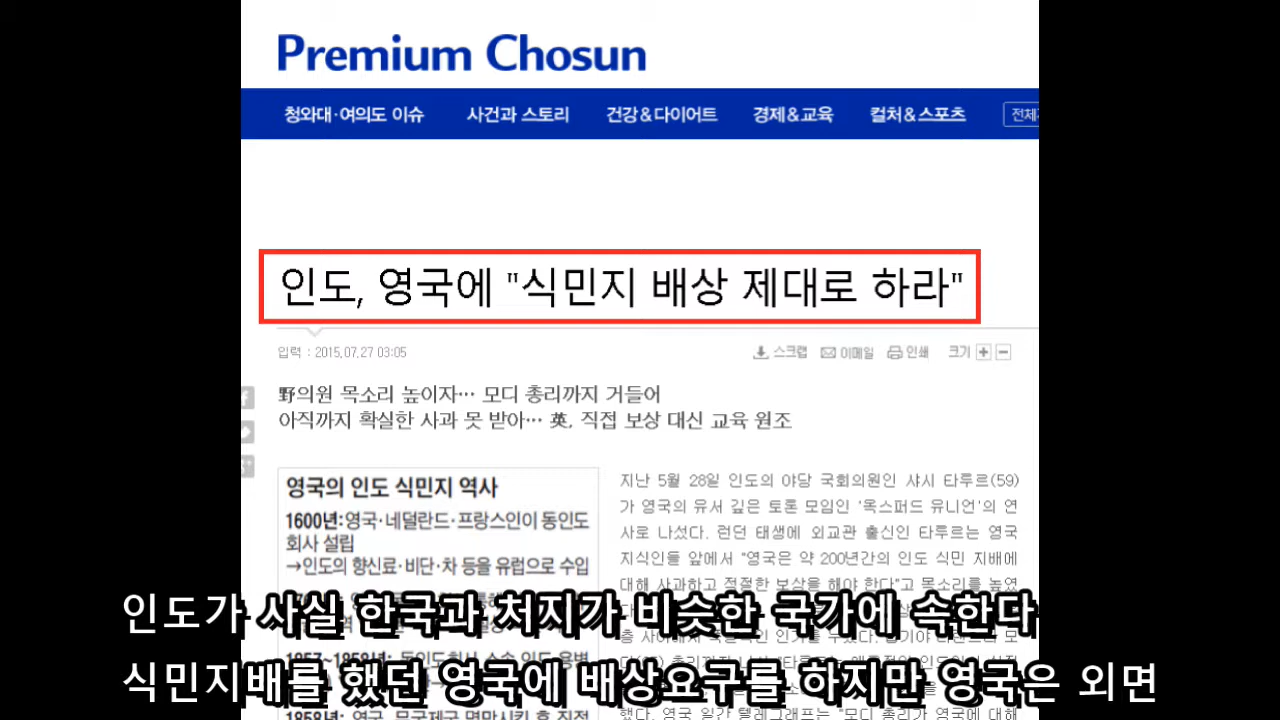 Premium Chosun
청와대·여의도 이슈 사건과 스토리 건강&다이어트 경제&교육 컬처&스포츠 전체
인도, 영국에 "식민지 배상 제대로 하라"
입력 : 2015.07.27 03:05 스크랩 이메일 인쇄 크기
野의원 목소리 높이자… 모디 총리까지 거들어
아직까지 확실한 사과 못 받아… 英, 직접 보상 대신 교육 원조
영국의 인도 식민지 역사
1600년:영국·네덜란드·프랑스인이 동인도
회사 설립
→인도의 향신료·비단·차 등을 유럽으로 수입
지난 5월 28일 인도의 야당 국회의원인 샤시 타루르(59)
가 영국의 유서 깊은 토론 모임인 '옥스퍼드 유니언'의 연
사로 나섰다. 런던 태생에 외교관 출신인 타루르는 영국
지식인들 앞에서 "영국은 약 200년간의 인도 식민 지배에
대해 사과하고 적절한 보상을 해야 한다"고 목소리를 높였
인도가 사실 한국과 처지가 비슷한 국가에 속한다
식민지배를 했던 영국에 배상요구를 하지만 영국은 외면